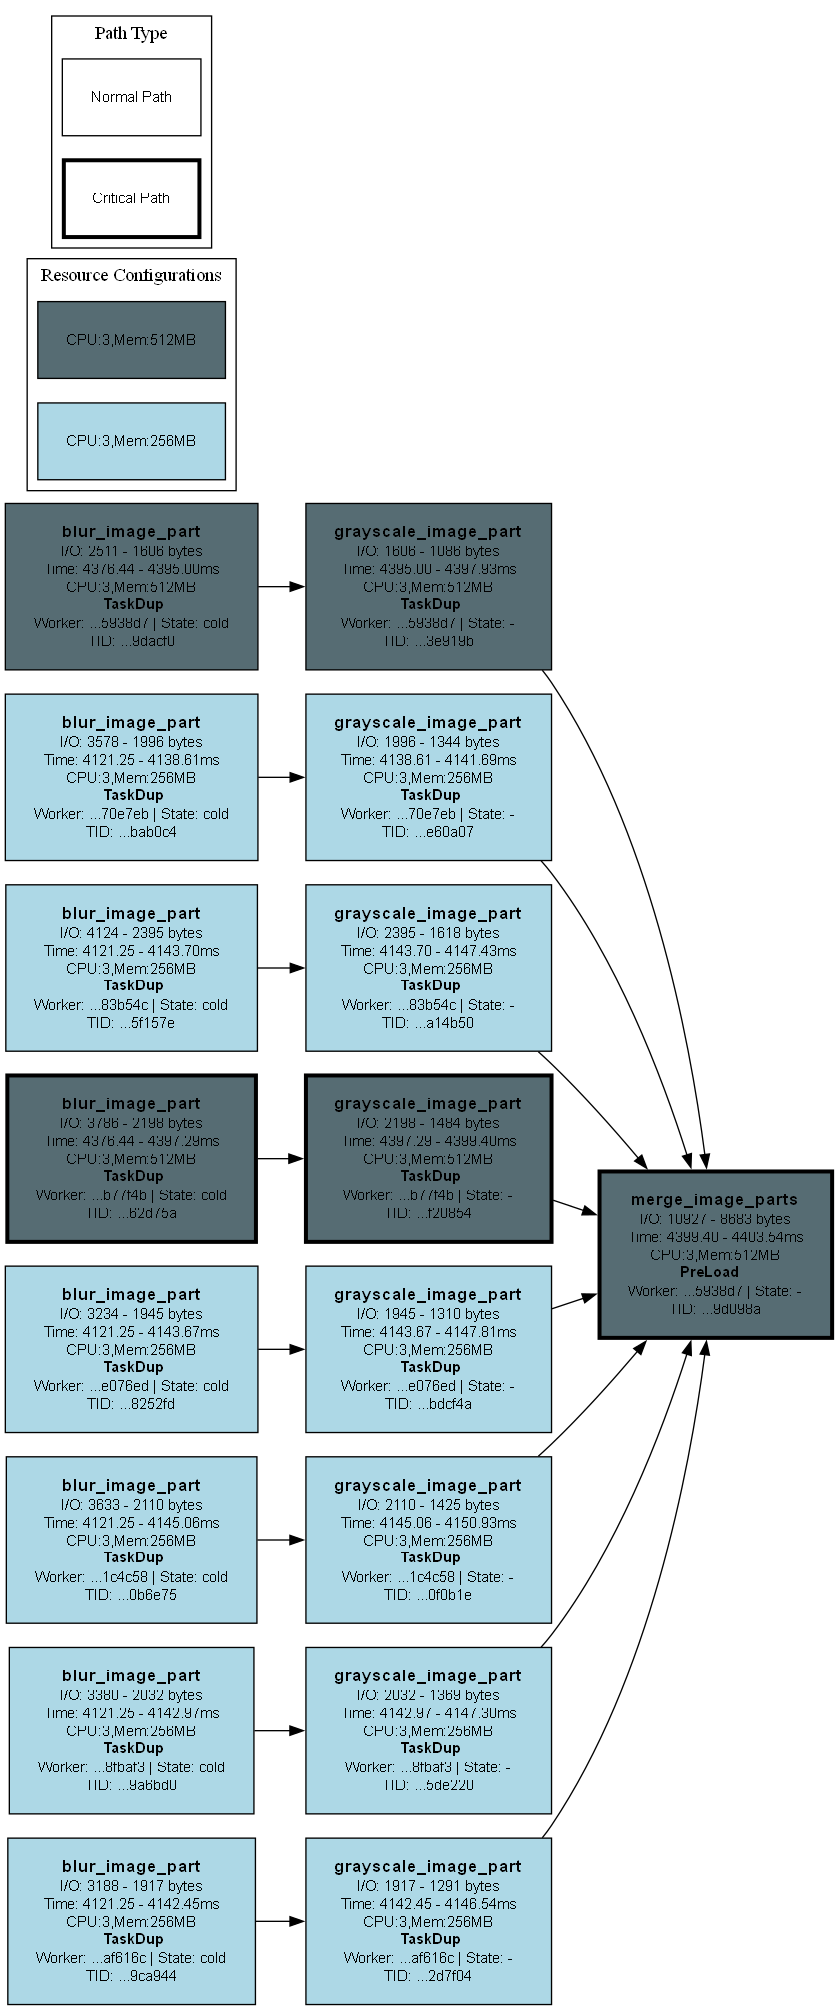 Path Type
Normal Path
Critical Path
Resource Configurations
CPU:3,Mem:512MB
CPU:3,Mem:256MB
blur_image_part
I/O: 2511 - 1606 bytes
Time: 4376.44 - 4395.00ms
CPU:3,Mem:512MB
TaskDup
Worker: ...5938d7 | State: cold
TID: ...9dacf0
grayscale_image_part
I/O: 1606 - 1086 bytes
Time: 4395.00 - 4397.93ms
CPU:3,Mem:512MB
TaskDup
Worker: ...5938d7 | State: -
TID: ...3e919b
blur_image_part
I/O: 3578 - 1996 bytes
Time: 4121.25 - 4138.61ms
CPU:3,Mem:256MB
TaskDup
Worker: ...70e7eb | State: cold
TID: ...bab0c4
grayscale_image_part
I/O: 1996 - 1344 bytes
Time: 4138.61 - 4141.69ms
CPU:3,Mem:256MB
TaskDup
Worker: ...70e7eb | State: -
TID: ...e60a07
blur_image_part
I/O: 4124 - 2395 bytes
Time: 4121.25 - 4143.70ms
CPU:3,Mem:256MB
TaskDup
Worker: ...83b54c | State: cold
TID: ...5f157e
grayscale_image_part
I/O: 2395 - 1618 bytes
Time: 4143.70 - 4147.43ms
CPU:3,Mem:256MB
TaskDup
Worker: ...83b54c | State: -
TID: ...a14b50
blur_image_part
I/O: 3786 - 2198 bytes
Time: 4376.44 - 4397.29ms
CPU:3,Mem:512MB
TaskDup
Worker: ...b77f4b | State: cold
TID: ...62d75a
grayscale_image_part
I/O: 2198 - 1484 bytes
Time: 4397.29 - 4399.40ms
CPU:3,Mem:512MB
TaskDup
Worker: ...b77f4b | State: -
TID: ...f20854
merge_image_parts
I/O: 10927 - 8683 bytes
Time: 4399.40 - 4403.54ms
CPU:3,Mem:512MB
PreLoad
Worker: ...5938d7 | State: -
TID: ...9d098a
blur_image_part
I/O: 3234 - 1945 bytes
Time: 4121.25 - 4143.67ms
CPU:3,Mem:256MB
TaskDup
Worker: ...e076ed | State: cold
TID: ...8252fd
grayscale_image_part
I/O: 1945 - 1310 bytes
Time: 4143.67 - 4147.81ms
CPU:3,Mem:256MB
TaskDup
Worker: ...e076ed | State: -
TID: ...bdcf4a
blur_image_part
I/O: 3633 - 2110 bytes
Time: 4121.25 - 4145.06ms
CPU:3,Mem:256MB
TaskDup
Worker: ...1c4c58 | State: cold
TID: ...0b6e75
grayscale_image_part
I/O: 2110 - 1425 bytes
Time: 4145.06 - 4150.93ms
CPU:3,Mem:256MB
TaskDup
Worker: ...1c4c58 | State: -
TID: ...0f0b1e
blur_image_part
I/O: 3380 - 2032 bytes
Time: 4121.25 - 4142.97ms
CPU:3,Mem:256MB
TaskDup
Worker: ...8fbaf3 | State: cold
TID: ...9a6bd0
grayscale_image_part
I/O: 2032 - 1369 bytes
Time: 4142.97 - 4147.30ms
CPU:3,Mem:256MB
TaskDup
Worker: ...8fbaf3 | State: -
TID: ...5de220
blur_image_part
I/O: 3188 - 1917 bytes
Time: 4121.25 - 4142.45ms
CPU:3,Mem:256MB
TaskDup
Worker: ...af616c | State: cold
TID: ...9ca944
grayscale_image_part
I/O: 1917 - 1291 bytes
Time: 4142.45 - 4146.54ms
CPU:3,Mem:256MB
TaskDup
Worker: ...af616c | State: -
TID: ...2d7f04